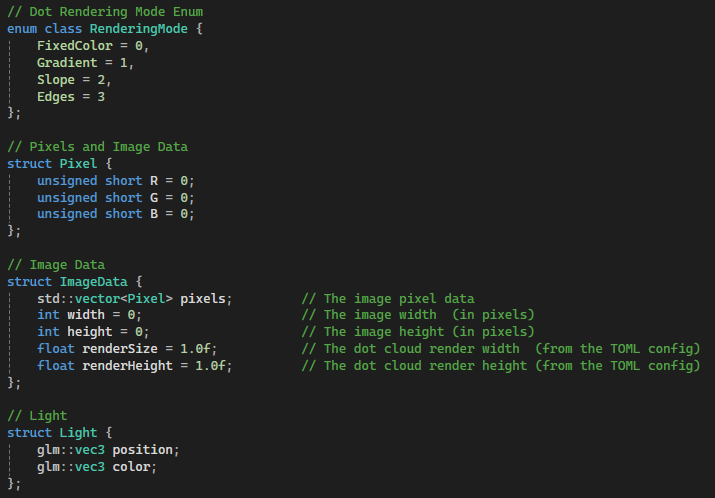 // Dot Rendering Mode Enum
enum class RenderingMode {
    FixedColor = 0,
    Gradient = 1,
    Slope = 2,
    Edges = 3
};

// Pixels and Image Data
struct Pixel {
    unsigned short R = 0;
    unsigned short G = 0;
    unsigned short B = 0;
};

// Image Data
struct ImageData {
    std::vector<Pixel> pixels;         // The image pixel data
    int width = 0;                     // The image width  (in pixels)
    int height = 0;                    // The image height (in pixels)
    float renderSize = 1.0f;           // The dot cloud render width  (from the TOML config)
    float renderHeight = 1.0f;         // The dot cloud render height (from the TOML config)
};

// Light
struct Light {
    glm::vec3 position;
    glm::vec3 color;
};